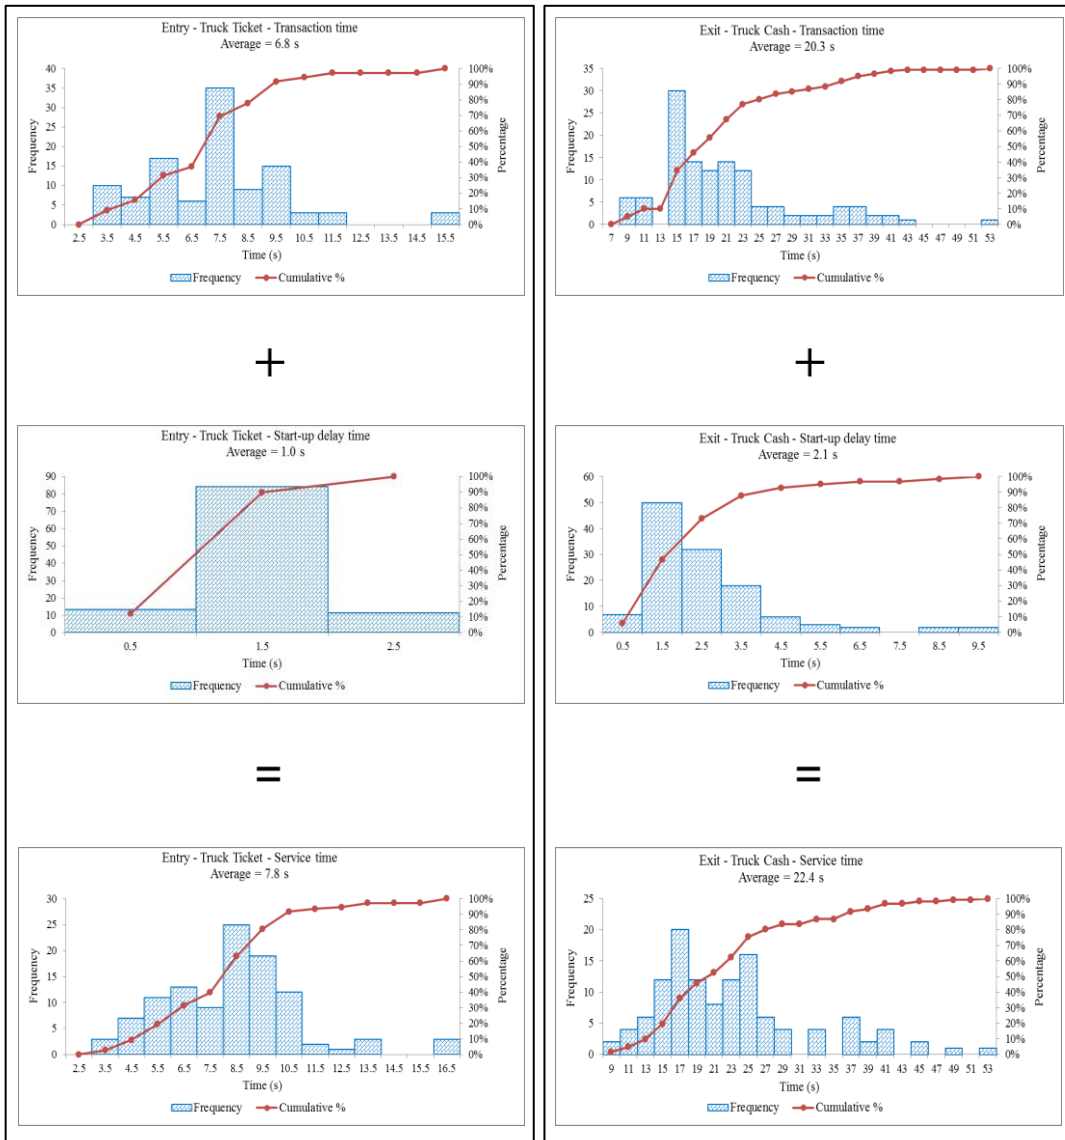 Entry - Truck Ticket - Transaction time
Average = 6.8 s
40
35
30
25
20
15
10
5
0
Frequency
100%
90%
80%
70%
60%
50%
40%
30%
20%
10%
0%
Percentage
2.5 3.5 4.5 5.5 6.5 7.5 8.5 9.5 10.5 11.5 12.5 13.5 14.5 15.5
Time (s)
Frequency Cumulative %
+
Entry - Truck Ticket - Start-up delay time
Average = 1.0 s
90
80
70
60
50
40
30
20
10
0
Frequency
100%
90%
80%
70%
60%
50%
40%
30%
20%
10%
0%
Percentage
0.5 1.5 2.5
Time (s)
Frequency Cumulative %
=
Entry - Truck Ticket - Service time
Average = 7.8 s
30
25
20
15
10
5
0
Frequency
100%
90%
80%
70%
60%
50%
40%
30%
20%
10%
0%
Percentage
2.5 3.5 4.5 5.5 6.5 7.5 8.5 9.5 10.5 11.5 12.5 13.5 14.5 15.5 16.5
Time (s)
Frequency Cumulative %
Exit - Truck Cash - Transaction time
Average = 20.3 s
35
30
25
20
15
10
5
0
Frequency
100%
90%
80%
70%
60%
50%
40%
30%
20%
10%
0%
Percentage
7 9 11 13 15 17 19 21 23 25 27 29 31 33 35 37 39 41 43 45 47 49 51 53
Time (s)
Frequency Cumulative %
+
Exit - Truck Cash - Start-up delay time
Average = 2.1 s
60
50
40
30
20
10
0
Frequency
100%
90%
80%
70%
60%
50%
40%
30%
20%
10%
0%
Percentage
0.5 1.5 2.5 3.5 4.5 5.5 6.5 7.5 8.5 9.5
Time (s)
Frequency Cumulative %
=
Exit - Truck Cash - Service time
Average = 22.4 s
25
20
15
10
5
0
Frequency
100%
90%
80%
70%
60%
50%
40%
30%
20%
10%
0%
Percentage
9 11 13 15 17 19 21 23 25 27 29 31 33 35 37 39 41 43 45 47 49 51 53
Time (s)
Frequency Cumulative %